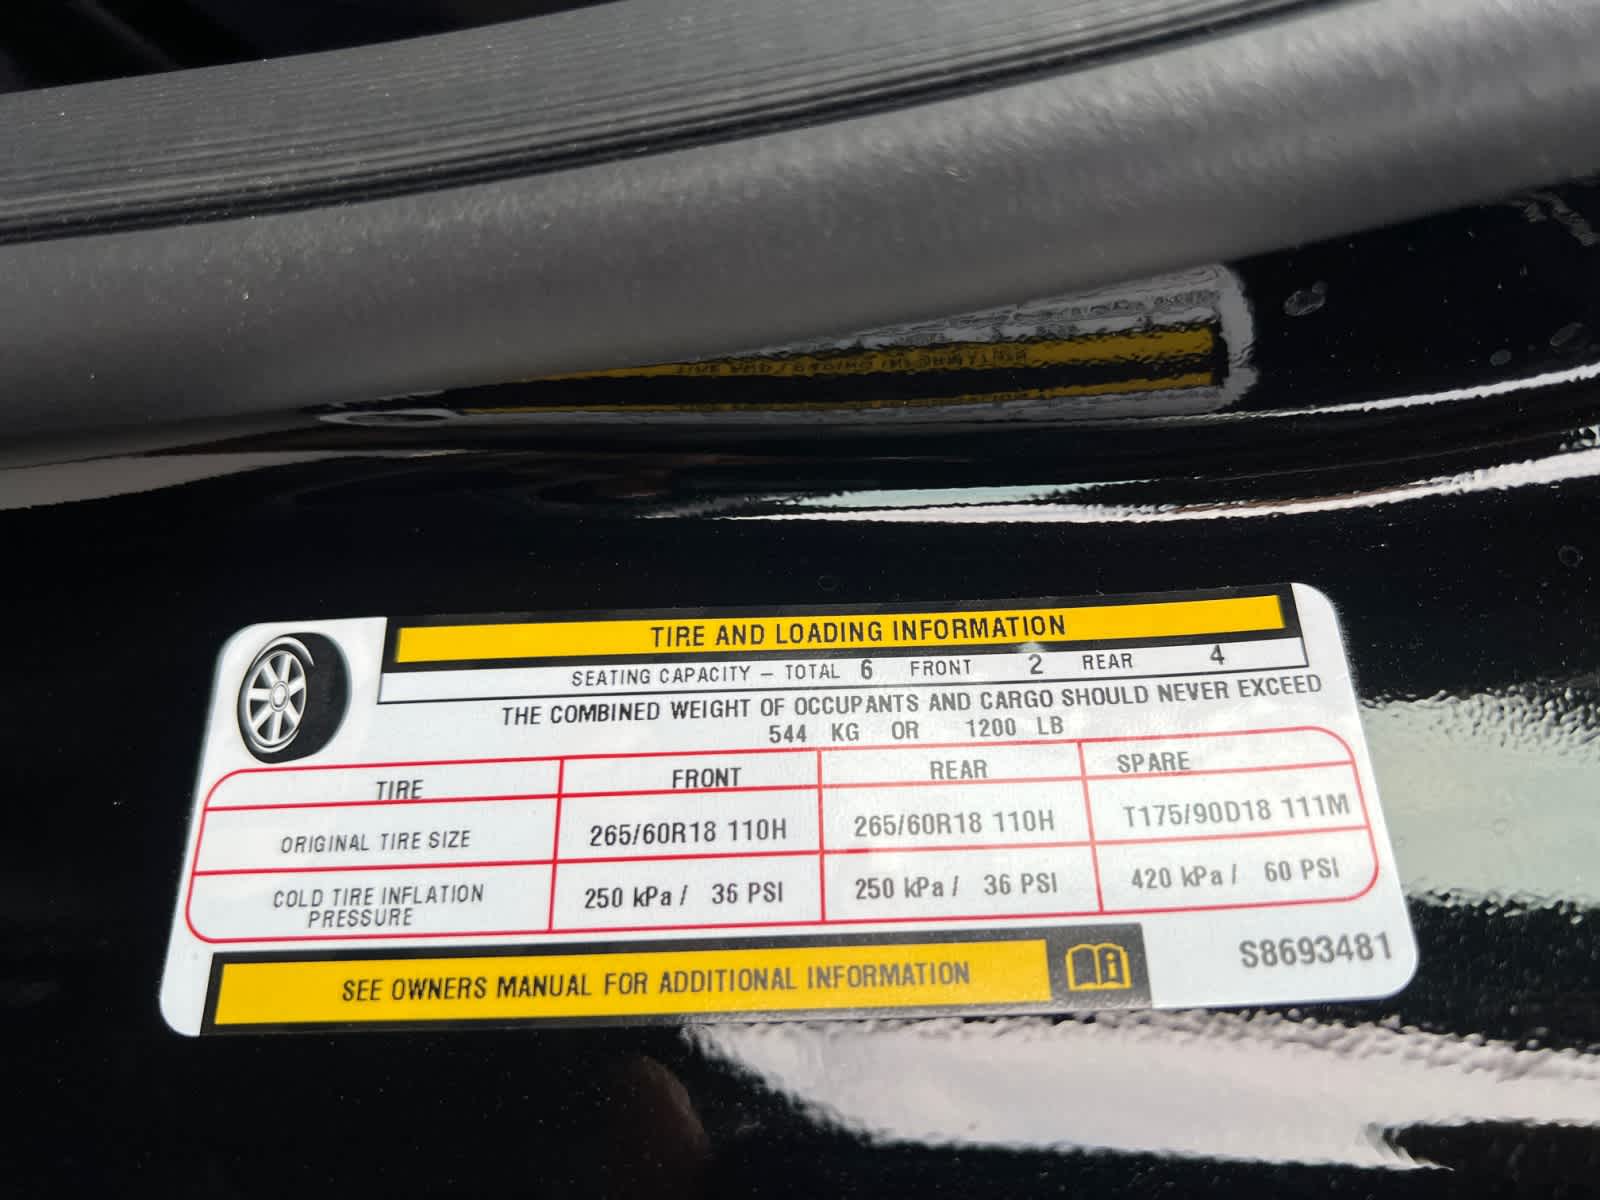 TIRE AND LOADING INFORMATION
SEATING CAPACITY – TOTAL 6 FRONT 2 REAR 4
THE COMBINED WEIGHT OF OCCUPANTS AND CARGO SHOULD NEVER EXCEED
544 KG OR 1200 LB
TIRE FRONT REAR SPARE
ORIGINAL TIRE SIZE 265/60R18 110H 265/60R18 110H T175/90D18 111M
COLD TIRE INFLATION
PRESSURE 250 kPa / 36 PSI 250 kPa / 36 PSI 420 kPa / 60 PSI
SEE OWNERS MANUAL FOR ADDITIONAL INFORMATION
S8693481